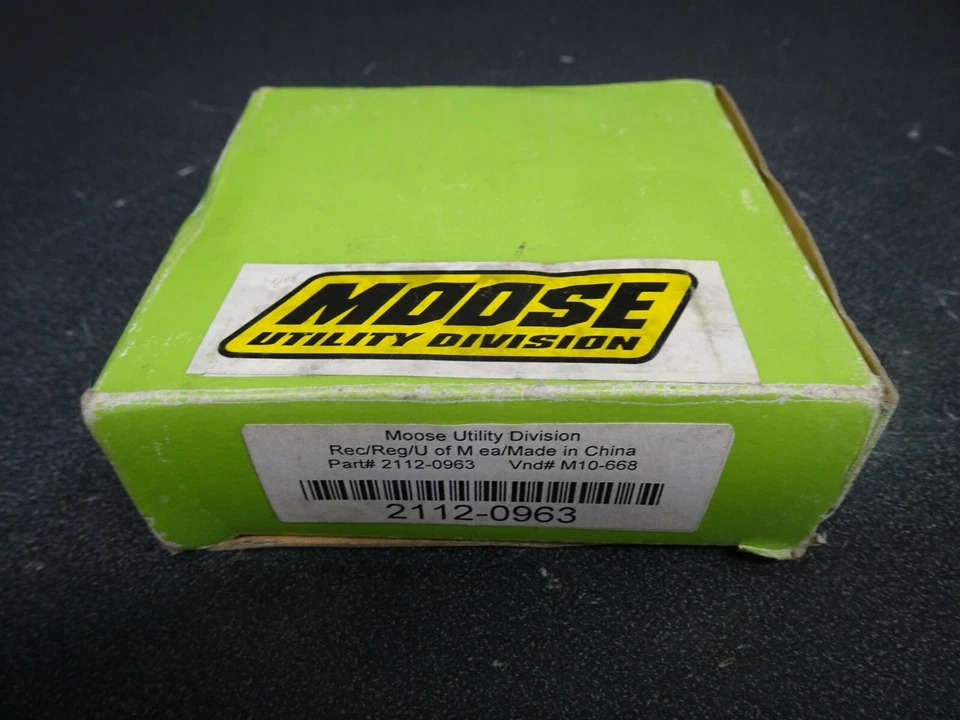 MOOSE
UTILITY DIVISION
Moose Utility Division
Rec/Reg/U of M ea/Made in China
Part# 2112-0963 Vnd# M10-668
2112-0963